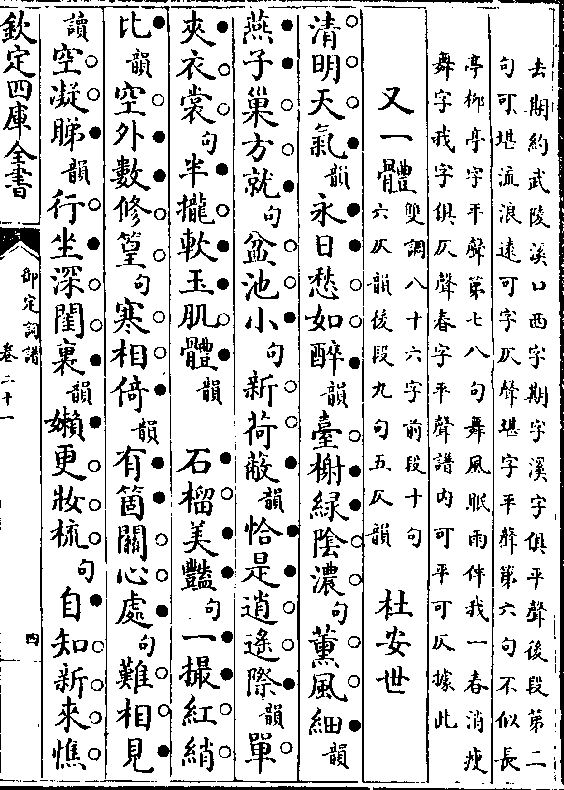 去期約武陵溪口西字期字溪字俱平聲後段第二
句可堪流浪遠可字仄聲堪字平聲第六句不似長
亭柳亭字平聲第七八句舞風眠雨伴我一春消瘦
舞字我字俱仄聲春字平聲譜内可平可仄據此
又一體 雙調八十六字前段十句
六仄韻後段九句五仄韻 杜安世
清明天氣韻永日愁如醉韻臺榭緑陰濃句薰風細韻
燕子巢方就句盆池小句新荷蔽韻恰是逍遙際韻單
夾衣裳句半攏軟玉肌體韻 石榴美豔句一撮紅綃
比韻空外數修篁句寒相倚韻有箇關心處句難相見
讀空凝睇韻行坐深閨裏韻嬾更妝梳句自知新來憔
欽定四庫全書 御定詞譜
卷二十一 四